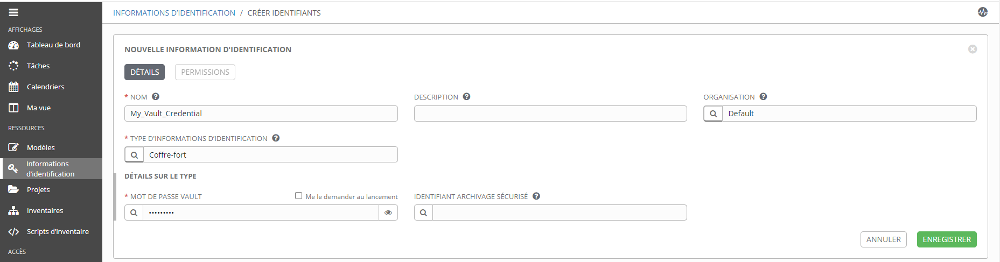 INFORMATIONS D'IDENTIFICATION / CRÉER IDENTIFIANTS
AFFICHAGES
Tableau de bord
Tâches
Calendriers
Ma vue
RESSOURCES
Modèles
Informations
d'identification
Projets
Inventaires
Scripts d'inventaire
ACCÈS
NOUVELLE INFORMATION D'IDENTIFICATION
DÉTAILS PERMISSIONS
* NOM DESCRIPTION ORGANISATION
My_Vault_Credential Default
* TYPE D'INFORMATIONS D'IDENTIFICATION
Coffre-fort
DÉTAILS SUR LE TYPE
* MOT DE PASSE VAULT Me le demander au lancement IDENTIFIANT ARCHIVAGE SÉCURISÉ
•••••••••
ANNULER ENREGISTRER